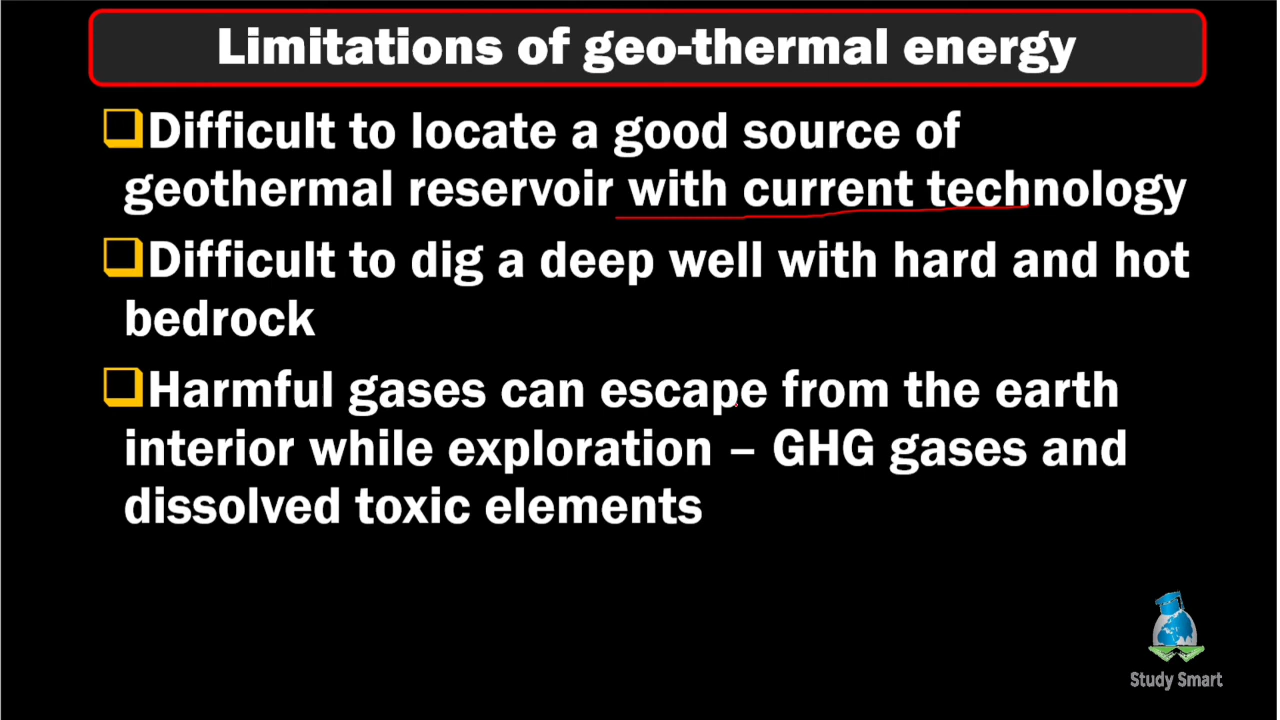 Limitations of geo-thermal energy
Difficult to locate a good source of
geothermal reservoir with current technology
Difficult to dig a deep well with hard and hot
bedrock
Harmful gases can escape from the earth
interior while exploration – GHG gases and
dissolved toxic elements
Study Smart